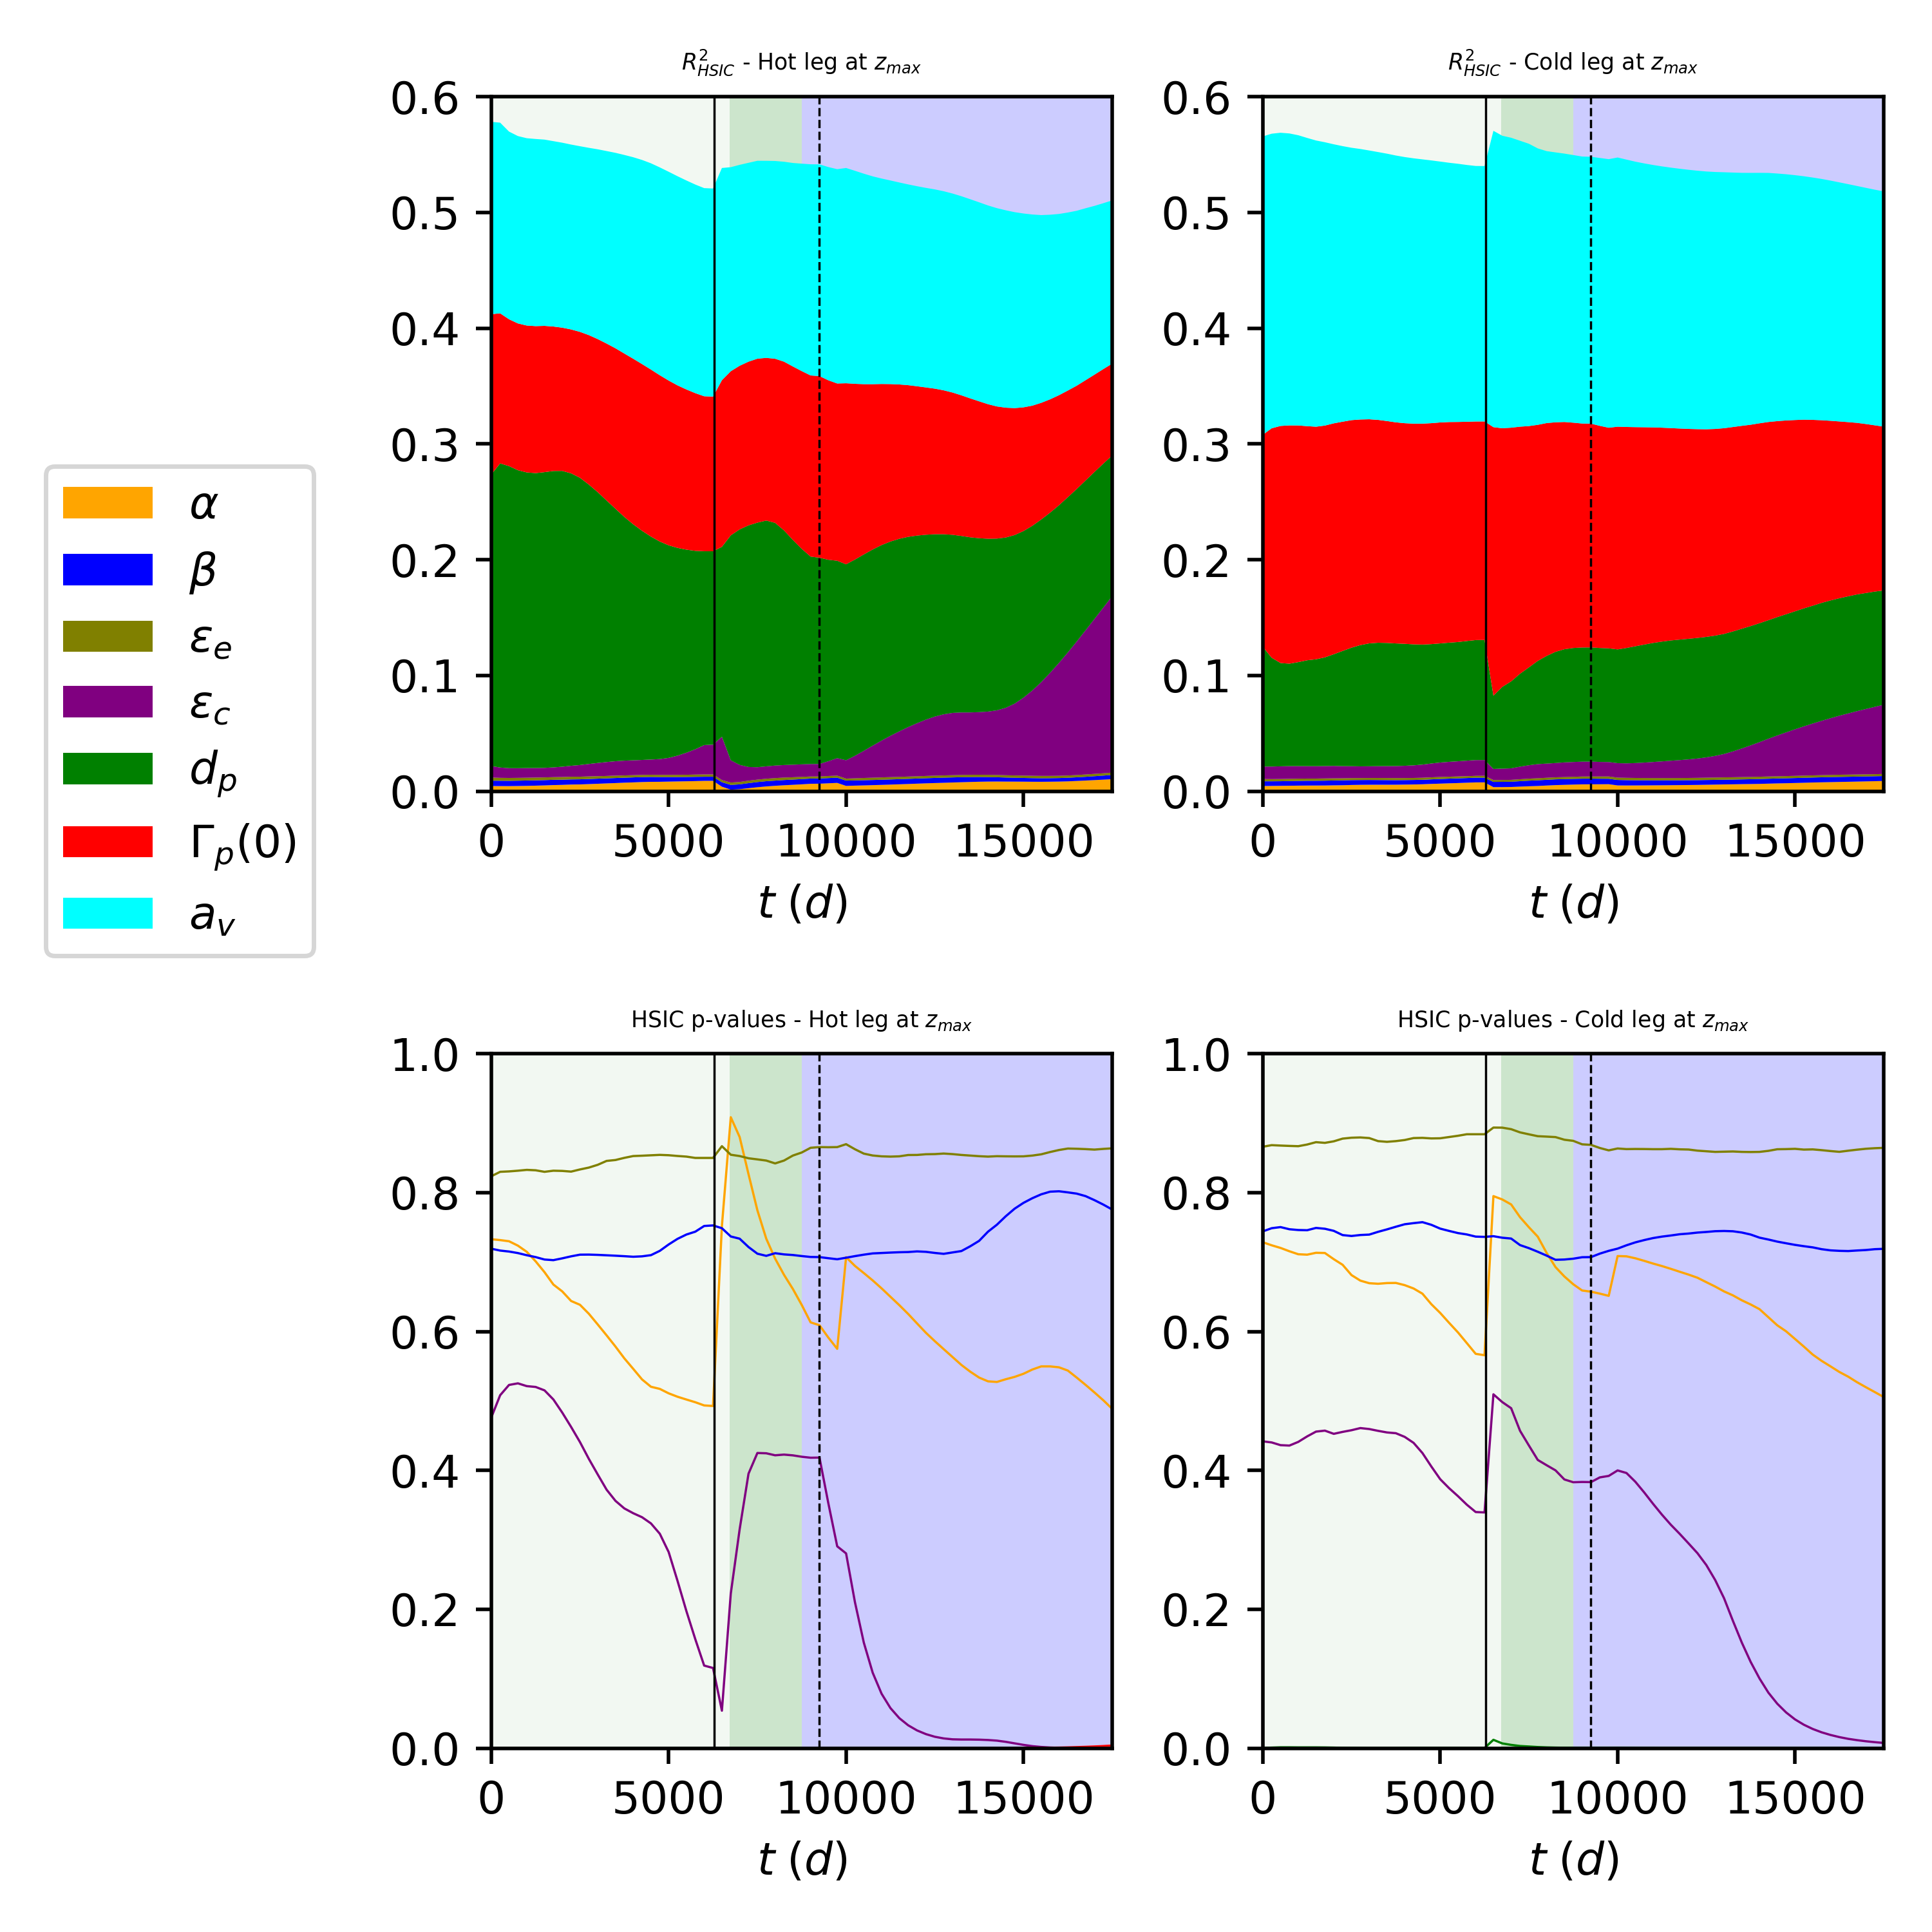 R²_HSIC - Hot leg at z_max
R²_HSIC - Cold leg at z_max
0.6
0.5
0.4
0.3
0.2
0.1
0.0
0 5000 10000 15000
t (d)
0.6
0.5
0.4
0.3
0.2
0.1
0.0
0 5000 10000 15000
t (d)
α
β
ε_e
ε_c
d_p
Γ_p(0)
a_v
HSIC p-values - Hot leg at z_max
HSIC p-values - Cold leg at z_max
1.0
0.8
0.6
0.4
0.2
0.0
0 5000 10000 15000
t (d)
1.0
0.8
0.6
0.4
0.2
0.0
0 5000 10000 15000
t (d)